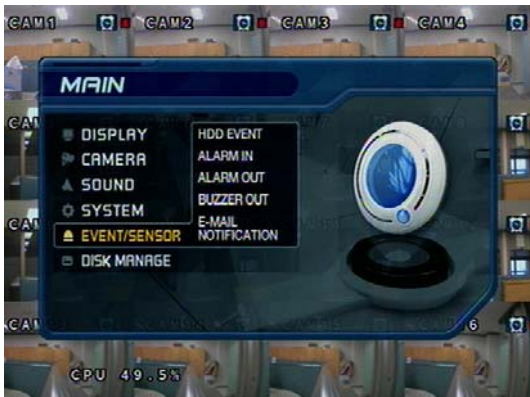 CAM1 CAM2 CAM3 CAM4
MAIN
DISPLAY
CAMERA
SOUND
SYSTEM
EVENT/SENSOR
DISK MANAGE
HDD EVENT
ALARM IN
ALARM OUT
BUZZER OUT
E-MAIL
NOTIFICATION
CPU 49.5%